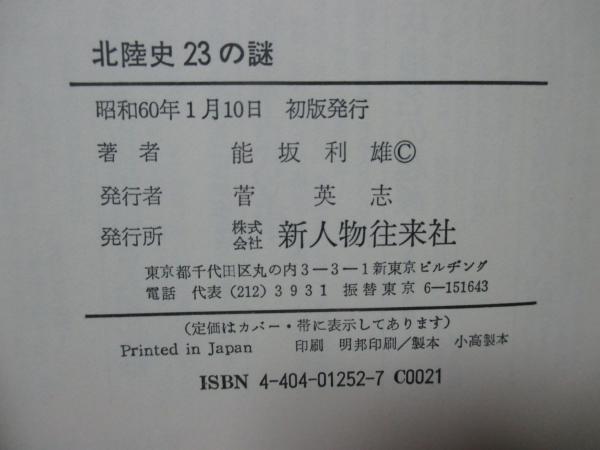 北陸史23の謎
昭和60年1月10日 初版発行
著者 能坂利雄©
発行者 菅英志
発行所 株式会社 新人物往来社
東京都千代田区丸の内3―3―1新東京ビルヂング
電話 代表(212)3931 振替東京6―151643
(定価はカバー・帯に表示してあります)
Printed in Japan 印刷 明邦印刷/製本 小高製本
ISBN 4-404-01252-7 C0021